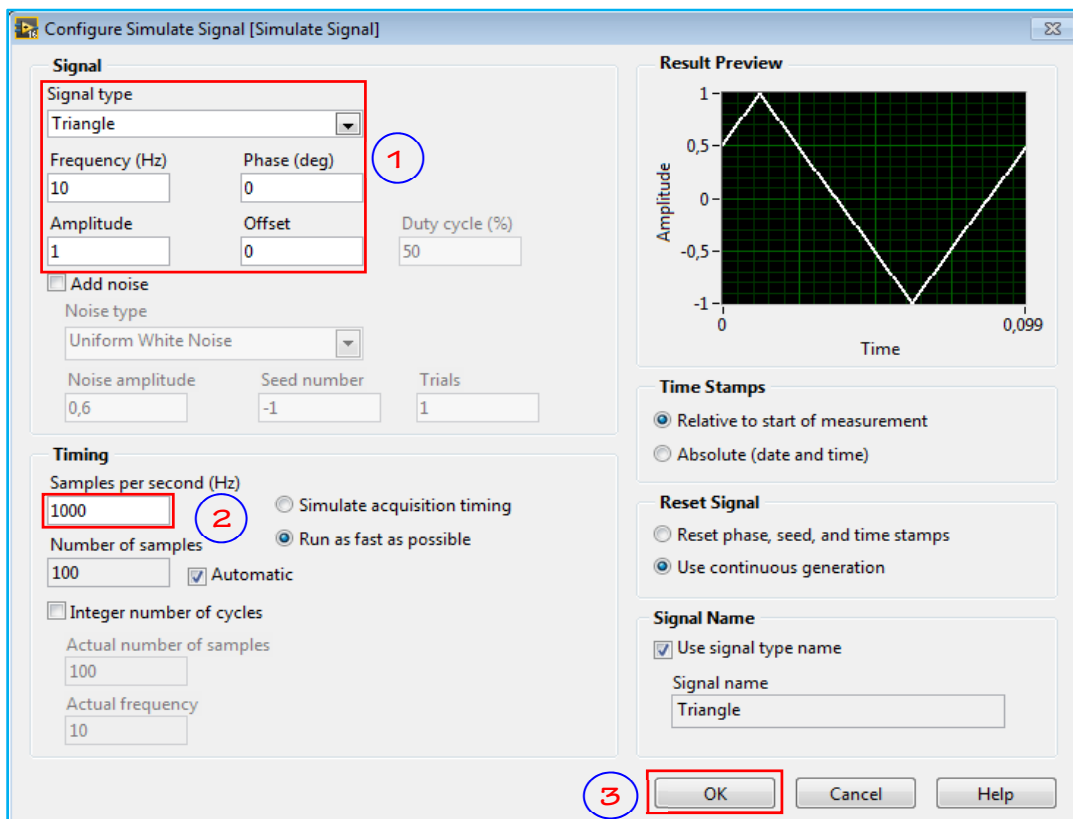 Configure Simulate Signal [Simulate Signal]
Signal
Signal type
Triangle
Frequency (Hz) Phase (deg)
10 0
Amplitude Offset Duty cycle (%)
1 0 50
1
Add noise
Noise type
Uniform White Noise
Noise amplitude Seed number Trials
0,6 -1 1
Timing
Samples per second (Hz)
1000
2
Simulate acquisition timing
Run as fast as possible
Number of samples
100 Automatic
Integer number of cycles
Actual number of samples
100
Actual frequency
10
Result Preview
1
0,5
0
-0,5
-1
Amplitude
0 0,099
Time
Time Stamps
Relative to start of measurement
Absolute (date and time)
Reset Signal
Reset phase, seed, and time stamps
Use continuous generation
Signal Name
Use signal type name
Signal name
Triangle
3 OK Cancel Help